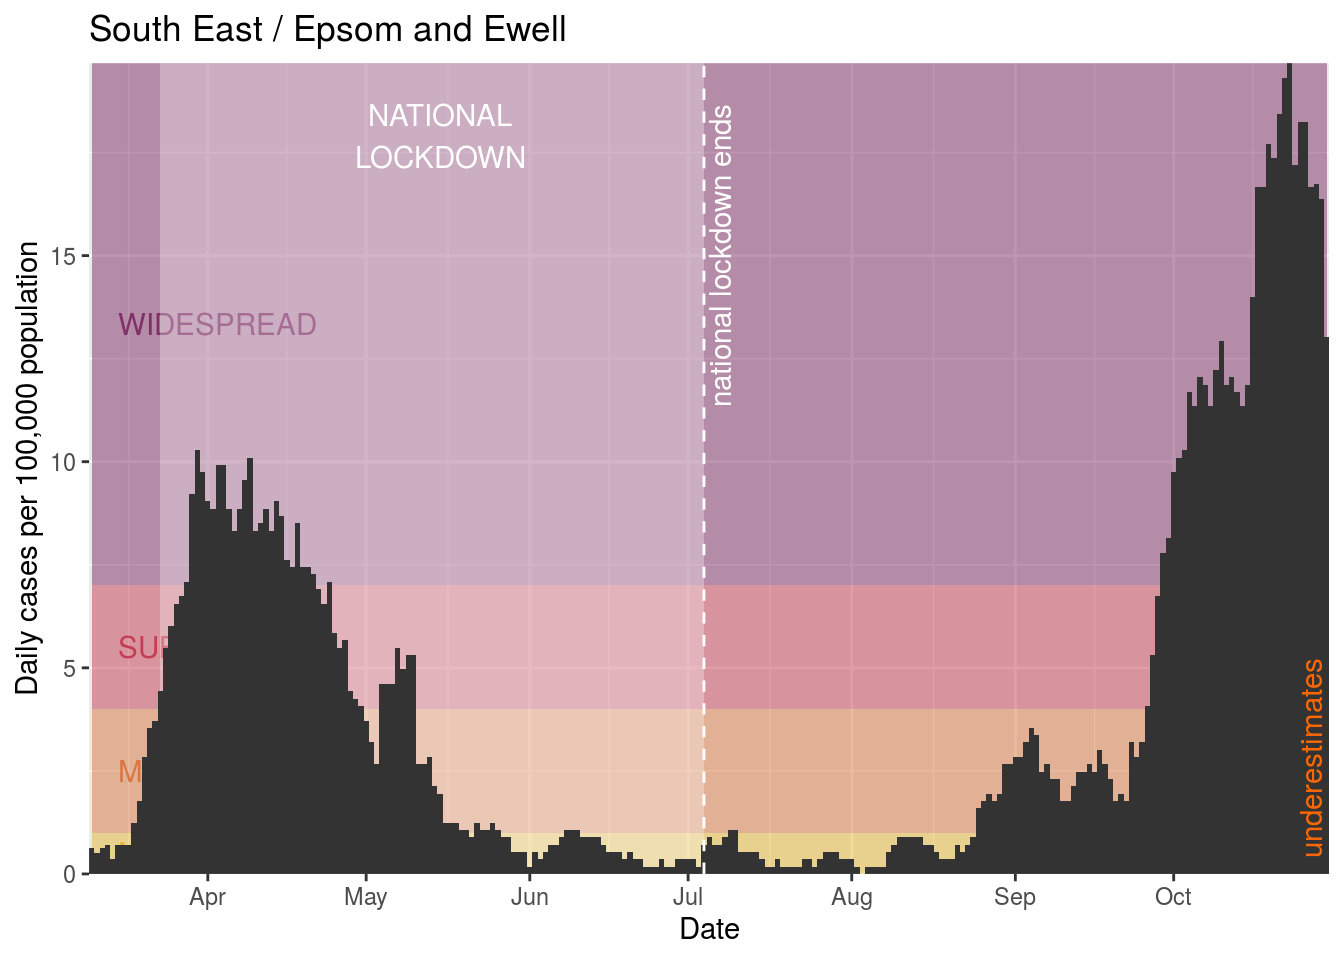 South East / Epsom and Ewell
NATIONAL
LOCKDOWN
national lockdown ends
WIDESPREAD
underestimates
Daily cases per 100,000 population
15
10
5
0
Apr
May
Jun
Jul
Aug
Sep
Oct
Date